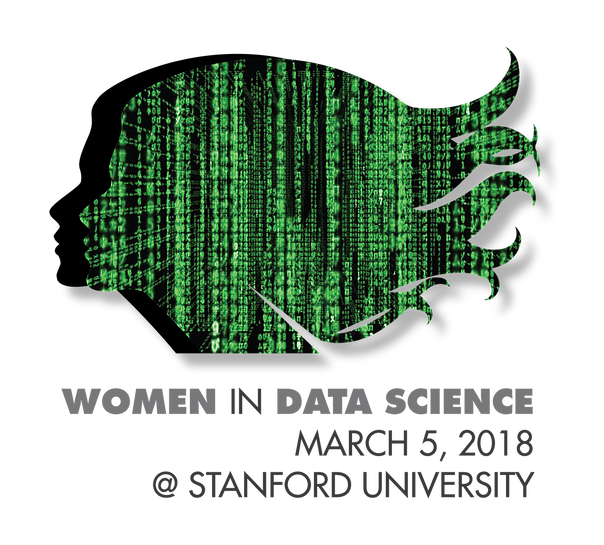 WOMEN IN DATA SCIENCE
MARCH 5, 2018
@ STANFORD UNIVERSITY